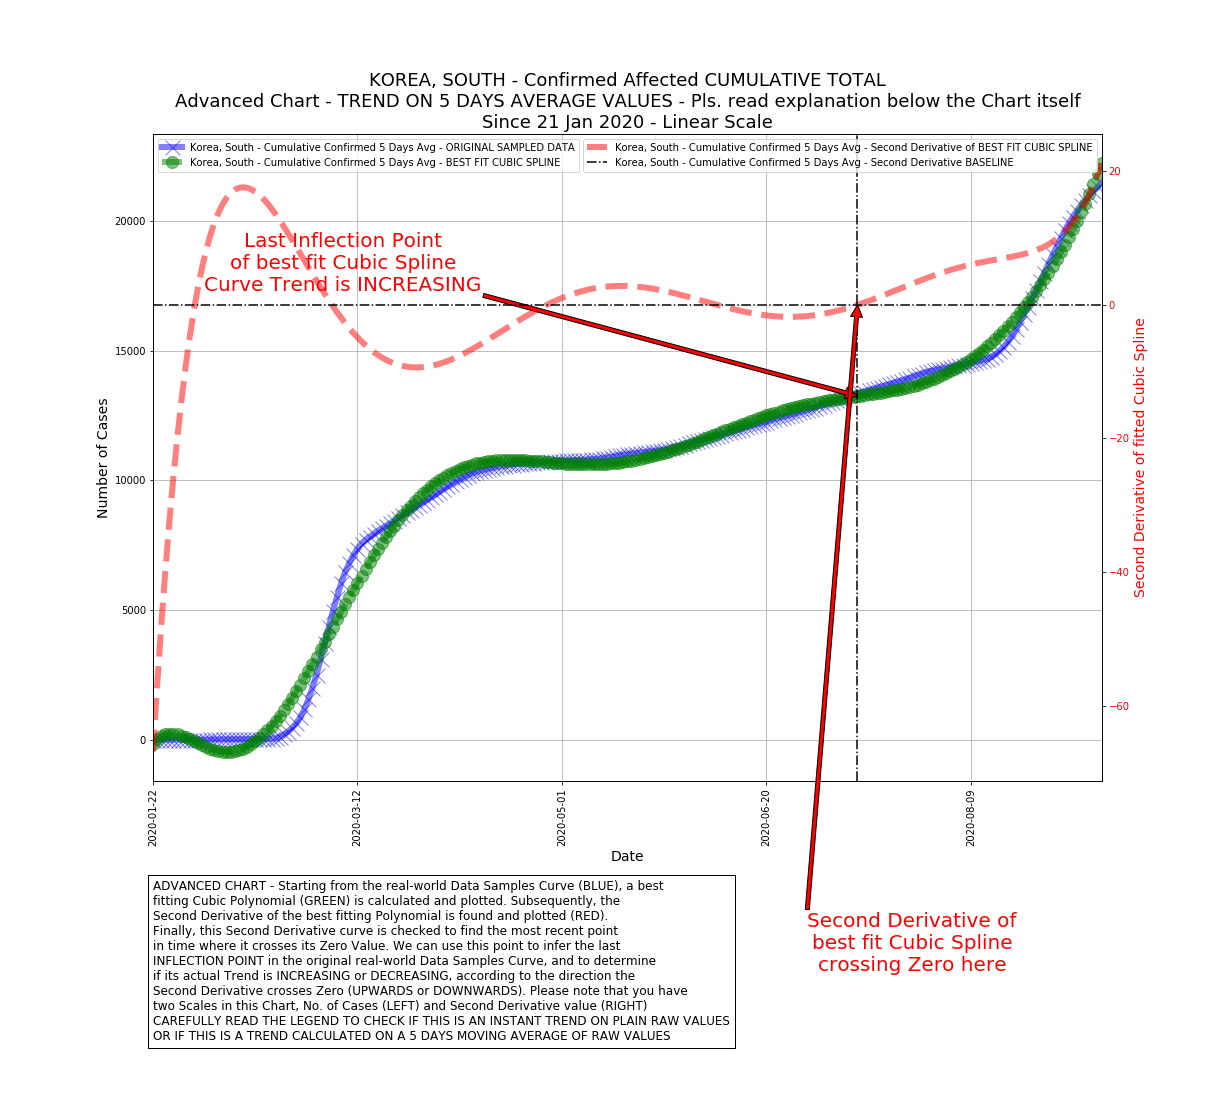 KOREA, SOUTH - Confirmed Affected CUMULATIVE TOTAL
Advanced Chart - TREND ON 5 DAYS AVERAGE VALUES - Pls. read explanation below the Chart itself
Since 21 Jan 2020 - Linear Scale
Korea, South - Cumulative Confirmed 5 Days Avg - ORIGINAL SAMPLED DATA
Korea, South - Cumulative Confirmed 5 Days Avg - BEST FIT CUBIC SPLINE
Korea, South - Cumulative Confirmed 5 Days Avg - Second Derivative of BEST FIT CUBIC SPLINE
Korea, South - Cumulative Confirmed 5 Days Avg - Second Derivative BASELINE
Last Inflection Point
of best fit Cubic Spline
Curve Trend is INCREASING
Number of Cases
20000
15000
10000
5000
0
20
0
−20
−40
−60
Second Derivative of fitted Cubic Spline
2020-01-22
2020-03-12
2020-05-01
2020-06-20
2020-08-09
Date
Second Derivative of
best fit Cubic Spline
crossing Zero here
ADVANCED CHART - Starting from the real-world Data Samples Curve (BLUE), a best
fitting Cubic Polynomial (GREEN) is calculated and plotted. Subsequently, the
Second Derivative of the best fitting Polynomial is found and plotted (RED).
Finally, this Second Derivative curve is checked to find the most recent point
in time where it crosses its Zero Value. We can use this point to infer the last
INFLECTION POINT in the original real-world Data Samples Curve, and to determine
if its actual Trend is INCREASING or DECREASING, according to the direction the
Second Derivative crosses Zero (UPWARDS or DOWNWARDS). Please note that you have
two Scales in this Chart, No. of Cases (LEFT) and Second Derivative value (RIGHT)
CAREFULLY READ THE LEGEND TO CHECK IF THIS IS AN INSTANT TREND ON PLAIN RAW VALUES
OR IF THIS IS A TREND CALCULATED ON A 5 DAYS MOVING AVERAGE OF RAW VALUES